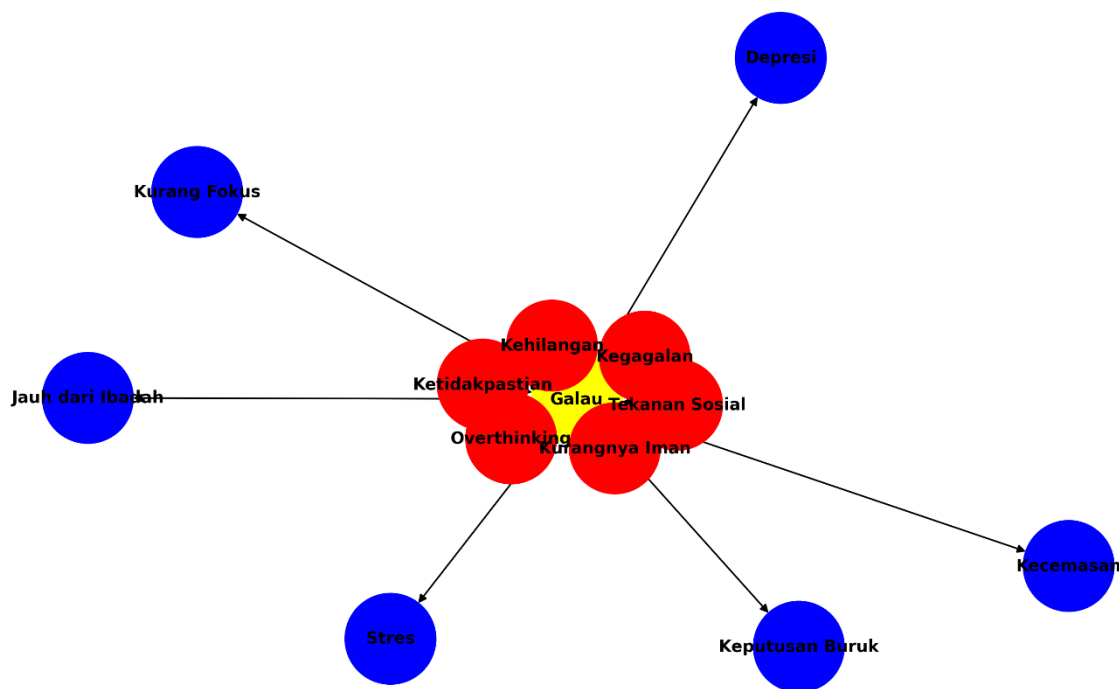 Depresi
Kurang Fokus
Kehilangan
Kegagalan
Ketidakpastian
Jauh dari Ibadah
Galau
Tekanan Sosial
Overthinking
Kurangnya Iman
Kecemasan
Stres
Keputusan Buruk